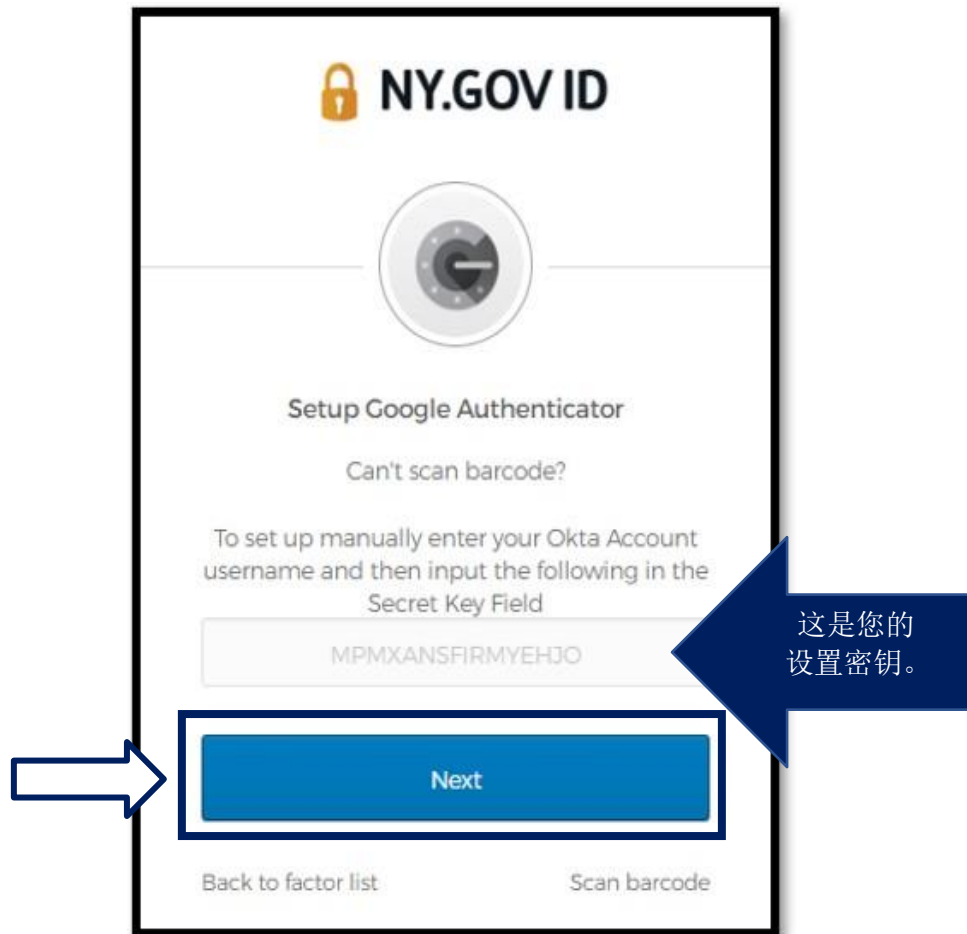 NY.GOV ID
Setup Google Authenticator
Can't scan barcode?
To set up manually enter your Okta Account
username and then input the following in the
Secret Key Field
MPMXANSFIRMYEHJO
这是您的
设置密钥。
Next
Back to factor list
Scan barcode